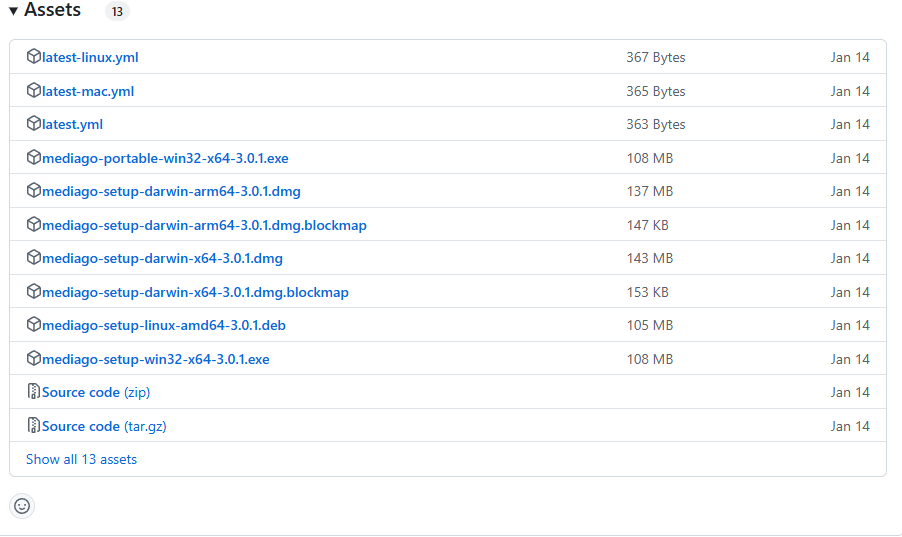 Assets 13
latest-linux.yml 367 Bytes Jan 14
latest-mac.yml 365 Bytes Jan 14
latest.yml 363 Bytes Jan 14
mediago-portable-win32-x64-3.0.1.exe 108 MB Jan 14
mediago-setup-darwin-arm64-3.0.1.dmg 137 MB Jan 14
mediago-setup-darwin-arm64-3.0.1.dmg.blockmap 147 KB Jan 14
mediago-setup-darwin-x64-3.0.1.dmg 143 MB Jan 14
mediago-setup-darwin-x64-3.0.1.dmg.blockmap 153 KB Jan 14
mediago-setup-linux-amd64-3.0.1.deb 105 MB Jan 14
mediago-setup-win32-x64-3.0.1.exe 108 MB Jan 14
Source code (zip) Jan 14
Source code (tar.gz) Jan 14
Show all 13 assets